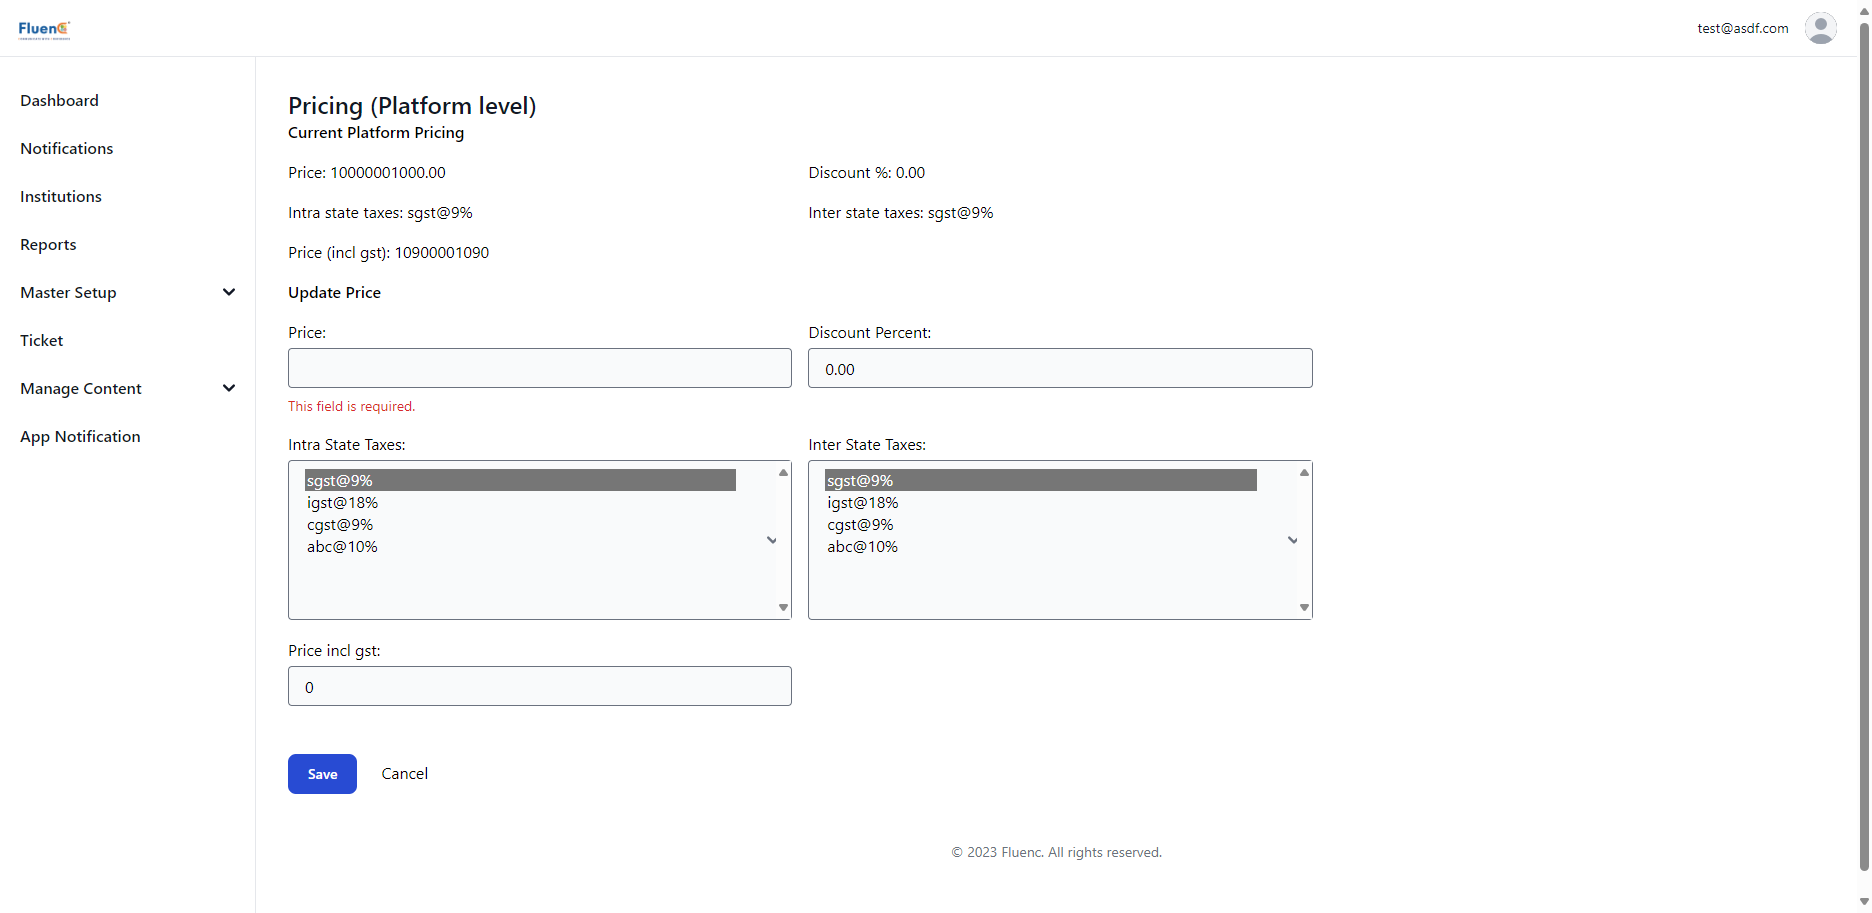 Fluenc
test@asdf.com
Dashboard
Notifications
Institutions
Reports
Master Setup
Ticket
Manage Content
App Notification
Pricing (Platform level)
Current Platform Pricing
Price: 10000001000.00
Discount %: 0.00
Intra state taxes: sgst@9%
Inter state taxes: sgst@9%
Price (incl gst): 10900001090
Update Price
Price:
Discount Percent:
0.00
This field is required.
Intra State Taxes:
sgst@9%
igst@18%
cgst@9%
abc@10%
Inter State Taxes:
sgst@9%
igst@18%
cgst@9%
abc@10%
Price incl gst:
0
Save
Cancel
© 2023 Fluenc. All rights reserved.